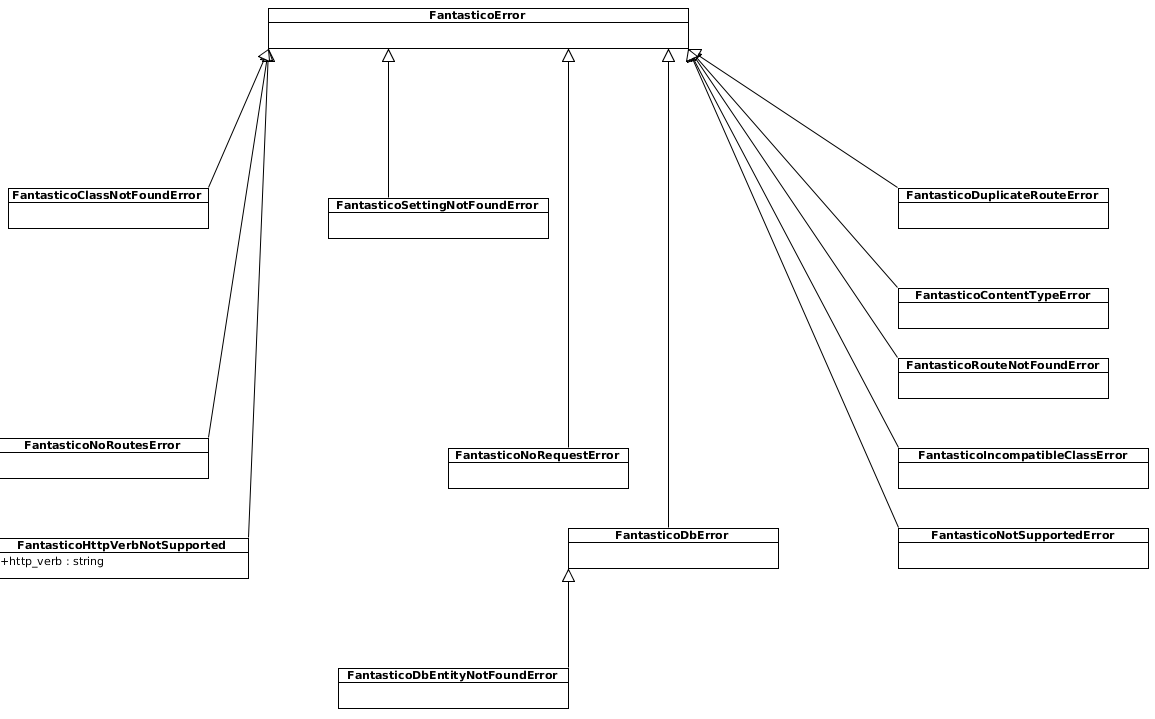 FantasticoError
FantasticoClassNotFoundError
FantasticoDuplicateRouteError
FantasticoSettingNotFoundError
FantasticoContentTypeError
FantasticoRouteNotFoundError
FantasticoNoRoutesError
FantasticoNoRequestError
FantasticoIncompatibleClassError
FantasticoDbError
FantasticoNotSupportedError
FantasticoHttpVerbNotSupported
+http_verb : string
FantasticoDbEntityNotFoundError